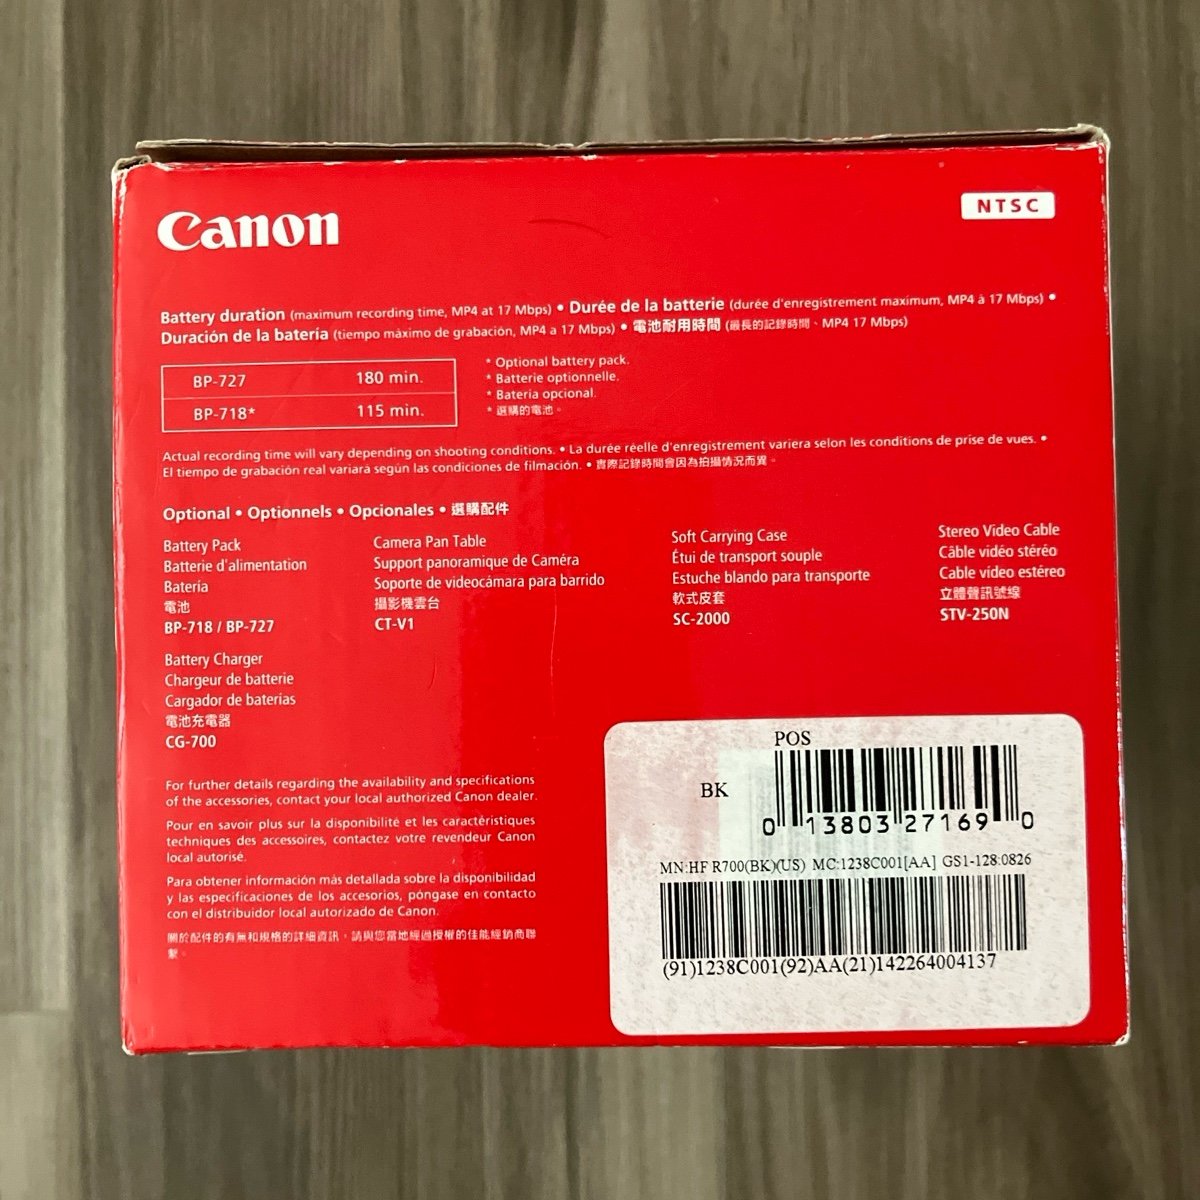 Canon
NTSC
Battery duration (maximum recording time, MP4 at 17 Mbps) • Durée de la batterie (durée d'enregistrement maximum, MP4 à 17 Mbps) •
Duración de la batería (tiempo máximo de grabación, MP4 a 17 Mbps) • 電池耐用時間 (最長的記錄時間、MP4 17 Mbps)
BP-727 180 min.
BP-718* 115 min.
* Optional battery pack.
* Batterie optionnelle.
* Batería opcional.
* 選購的電池。
Actual recording time will vary depending on shooting conditions. • La durée réelle d'enregistrement variera selon les conditions de prise de vues. •
El tiempo de grabación real variará según las condiciones de filmación. • 實際記錄時間會因為拍攝情況而異。
Optional • Optionnels • Opcionales • 選購配件
Battery Pack
Batterie d'alimentation
Batería
電池
BP-718 / BP-727
Camera Pan Table
Support panoramique de Caméra
Soporte de videocámara para barrido
攝影機雲台
CT-V1
Soft Carrying Case
Étui de transport souple
Estuche blando para transporte
軟式皮套
SC-2000
Stereo Video Cable
Câble vidéo stéréo
Cable vídeo estéreo
立體聲訊號線
STV-250N
Battery Charger
Chargeur de batterie
Cargador de baterías
電池充電器
CG-700
For further details regarding the availability and specifications
of the accessories, contact your local authorized Canon dealer.
Pour en savoir plus sur la disponibilité et les caractéristiques
techniques des accessoires, contactez votre revendeur Canon
local autorisé.
Para obtener información más detallada sobre la disponibilidad
y las especificaciones de los accesorios, póngase en contacto
con el distribuidor local autorizado de Canon.
關於配件的有無和規格的詳細資訊，請與您當地經過授權的佳能經銷商聯
繫。
POS
BK
0 13803 27169 0
MN:HF R700(BK)(US) MC:1238C001[AA] GS1-128:0826
(91)1238C001(92)AA(21)142264004137